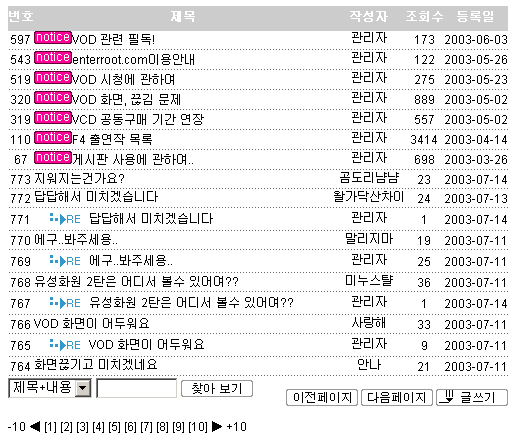 번호 제목 작성자 조회수 등록일
597 notice VOD 관련 필독! 관리자 173 2003-06-03
543 notice enterroot.com이용안내 관리자 122 2003-05-26
519 notice VOD 시청에 관하여 관리자 275 2003-05-23
320 notice VOD 화면, 끊김 문제 관리자 889 2003-05-02
319 notice VCD 공동구매 기간 연장 관리자 557 2003-05-02
110 notice F4 출연작 목록 관리자 3414 2003-04-14
67 notice 게시판 사용에 관하여.. 관리자 698 2003-03-26
773 지워지는건가요? 곰도리냠냠 23 2003-07-14
772 답답해서 미치겠습니다 왈가닥산차이 24 2003-07-13
771 RE 답답해서 미치겠습니다 관리자 1 2003-07-14
770 에구..봐주세용.. 말리지마 19 2003-07-11
769 RE 에구..봐주세용.. 관리자 25 2003-07-11
768 유성화원 2탄은 어디서 볼수 있어여?? 미누스턀 36 2003-07-11
767 RE 유성화원 2탄은 어디서 볼수 있어여?? 관리자 1 2003-07-14
766 VOD 화면이 어두워요 사랑해 33 2003-07-11
765 RE VOD 화면이 어두워요 관리자 9 2003-07-11
764 화면끊기고 미치겠네요 안나 21 2003-07-11
제목+내용 찾아 보기
이전페이지 다음페이지 글쓰기
-10 ◀ [1] [2] [3] [4] [5] [6] [7] [8] [9] [10] ▶ +10